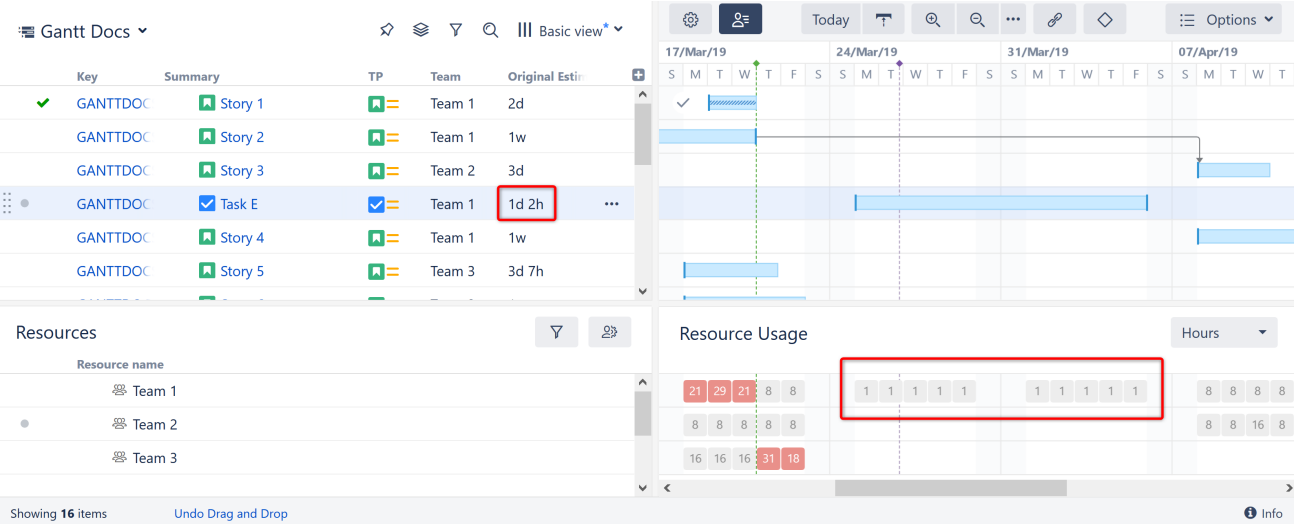 Gantt Docs
Basic view*
Today
Options
17/Mar/19 24/Mar/19 31/Mar/19 07/Apr/19
Key Summary TP Team Original Estim
S M T W T F S S M T W T F S S M T W T F S S M T W T
GANTTDOC Story 1 Team 1 2d
GANTTDOC Story 2 Team 1 1w
GANTTDOC Story 3 Team 2 3d
GANTTDOC Task E Team 1 1d 2h
GANTTDOC Story 4 Team 1 1w
GANTTDOC Story 5 Team 3 3d 7h
Resources
Resource Usage
Hours
Resource name
Team 1 21 29 21 8 8 1 1 1 1 1 1 1 1 1 1 8 8 8 8
Team 2 8 8 8 8 8 8 8 16 8
Team 3 16 16 16 31 18
Showing 16 items Undo Drag and Drop
Info